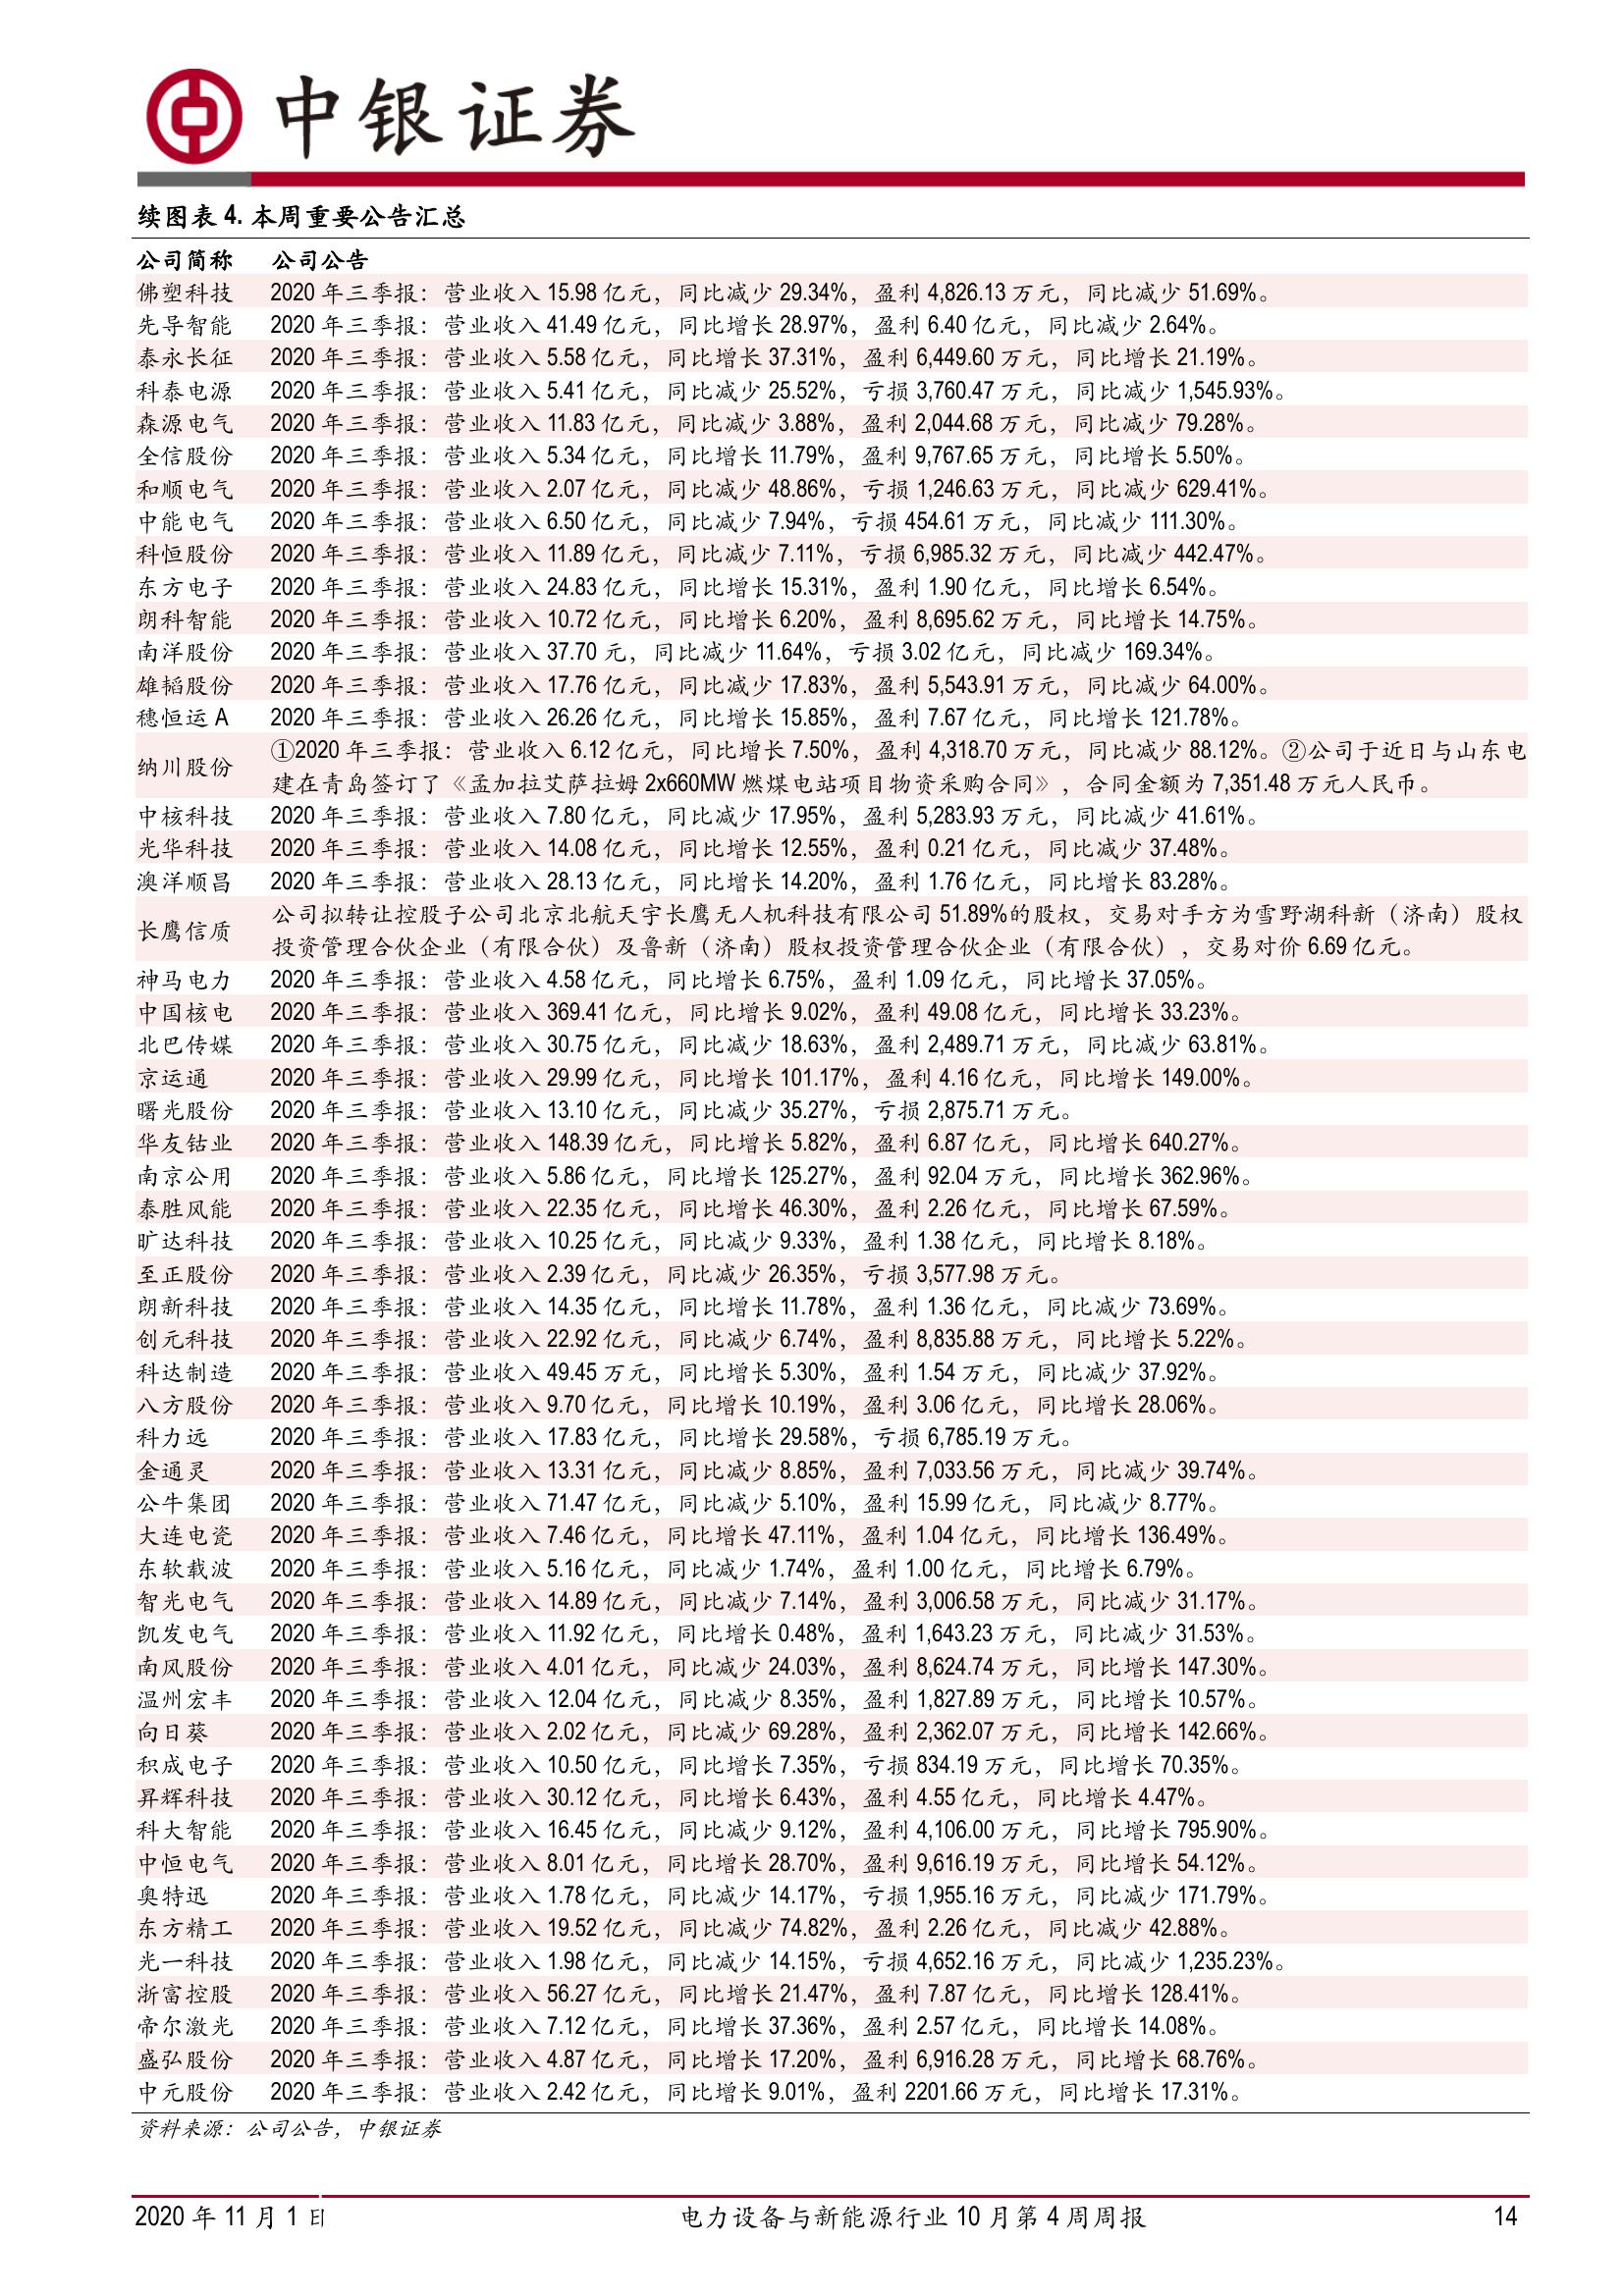 中银证券
续图表 4. 本周重要公告汇总
公司简称 公司公告
佛塑科技 2020 年三季报：营业收入 15.98 亿元，同比减少 29.34%，盈利 4,826.13 万元，同比减少 51.69%。
先导智能 2020 年三季报：营业收入 41.49 亿元，同比增长 28.97%，盈利 6.40 亿元，同比减少 2.64%。
泰永长征 2020 年三季报：营业收入 5.58 亿元，同比增长 37.31%，盈利 6,449.60 万元，同比增长 21.19%。
科泰电源 2020 年三季报：营业收入 5.41 亿元，同比减少 25.52%，亏损 3,760.47 万元，同比减少 1,545.93%。
森源电气 2020 年三季报：营业收入 11.83 亿元，同比减少 3.88%，盈利 2,044.68 万元，同比减少 79.28%。
全信股份 2020 年三季报：营业收入 5.34 亿元，同比增长 11.79%，盈利 9,767.65 万元，同比增长 5.50%。
和顺电气 2020 年三季报：营业收入 2.07 亿元，同比减少 48.86%，亏损 1,246.63 万元，同比减少 629.41%。
中能电气 2020 年三季报：营业收入 6.50 亿元，同比减少 7.94%，亏损 454.61 万元，同比减少 111.30%。
科恒股份 2020 年三季报：营业收入 11.89 亿元，同比减少 7.11%，亏损 6,985.32 万元，同比减少 442.47%。
东方电子 2020 年三季报：营业收入 24.83 亿元，同比增长 15.31%，盈利 1.90 亿元，同比增长 6.54%。
朗科智能 2020 年三季报：营业收入 10.72 亿元，同比增长 6.20%，盈利 8,695.62 万元，同比增长 14.75%。
南洋股份 2020 年三季报：营业收入 37.70 元，同比减少 11.64%，亏损 3.02 亿元，同比减少 169.34%。
雄韬股份 2020 年三季报：营业收入 17.76 亿元，同比减少 17.83%，盈利 5,543.91 万元，同比减少 64.00%。
穗恒运 A 2020 年三季报：营业收入 26.26 亿元，同比增长 15.85%，盈利 7.67 亿元，同比增长 121.78%。
纳川股份 ①2020 年三季报：营业收入 6.12 亿元，同比增长 7.50%，盈利 4,318.70 万元，同比减少 88.12%。②公司于近日与山东电
建在青岛签订了《孟加拉艾萨拉姆 2x660MW 燃煤电站项目物资采购合同》，合同金额为 7,351.48 万元人民币。
中核科技 2020 年三季报：营业收入 7.80 亿元，同比减少 17.95%，盈利 5,283.93 万元，同比减少 41.61%。
光华科技 2020 年三季报：营业收入 14.08 亿元，同比增长 12.55%，盈利 0.21 亿元，同比减少 37.48%。
澳洋顺昌 2020 年三季报：营业收入 28.13 亿元，同比增长 14.20%，盈利 1.76 亿元，同比增长 83.28%。
长鹰信质 公司拟转让控股子公司北京北航天宇长鹰无人机科技有限公司 51.89%的股权，交易对手方为雪野湖科新（济南）股权
投资管理合伙企业（有限合伙）及鲁新（济南）股权投资管理合伙企业（有限合伙），交易对价 6.69 亿元。
神马电力 2020 年三季报：营业收入 4.58 亿元，同比增长 6.75%，盈利 1.09 亿元，同比增长 37.05%。
中国核电 2020 年三季报：营业收入 369.41 亿元，同比增长 9.02%，盈利 49.08 亿元，同比增长 33.23%。
北巴传媒 2020 年三季报：营业收入 30.75 亿元，同比减少 18.63%，盈利 2,489.71 万元，同比减少 63.81%。
京运通 2020 年三季报：营业收入 29.99 亿元，同比增长 101.17%，盈利 4.16 亿元，同比增长 149.00%。
曙光股份 2020 年三季报：营业收入 13.10 亿元，同比减少 35.27%，亏损 2,875.71 万元。
华友钴业 2020 年三季报：营业收入 148.39 亿元，同比增长 5.82%，盈利 6.87 亿元，同比增长 640.27%。
南京公用 2020 年三季报：营业收入 5.86 亿元，同比增长 125.27%，盈利 92.04 万元，同比增长 362.96%。
泰胜风能 2020 年三季报：营业收入 22.35 亿元，同比增长 46.30%，盈利 2.26 亿元，同比增长 67.59%。
旷达科技 2020 年三季报：营业收入 10.25 亿元，同比减少 9.33%，盈利 1.38 亿元，同比增长 8.18%。
至正股份 2020 年三季报：营业收入 2.39 亿元，同比减少 26.35%，亏损 3,577.98 万元。
朗新科技 2020 年三季报：营业收入 14.35 亿元，同比增长 11.78%，盈利 1.36 亿元，同比减少 73.69%。
创元科技 2020 年三季报：营业收入 22.92 亿元，同比减少 6.74%，盈利 8,835.88 万元，同比增长 5.22%。
科达制造 2020 年三季报：营业收入 49.45 万元，同比增长 5.30%，盈利 1.54 万元，同比减少 37.92%。
八方股份 2020 年三季报：营业收入 9.70 亿元，同比增长 10.19%，盈利 3.06 亿元，同比增长 28.06%。
科力远 2020 年三季报：营业收入 17.83 亿元，同比增长 29.58%，亏损 6,785.19 万元。
金通灵 2020 年三季报：营业收入 13.31 亿元，同比减少 8.85%，盈利 7,033.56 万元，同比减少 39.74%。
公牛集团 2020 年三季报：营业收入 71.47 亿元，同比减少 5.10%，盈利 15.99 亿元，同比减少 8.77%。
大连电瓷 2020 年三季报：营业收入 7.46 亿元，同比增长 47.11%，盈利 1.04 亿元，同比增长 136.49%。
东软载波 2020 年三季报：营业收入 5.16 亿元，同比减少 1.74%，盈利 1.00 亿元，同比增长 6.79%。
智光电气 2020 年三季报：营业收入 14.89 亿元，同比减少 7.14%，盈利 3,006.58 万元，同比减少 31.17%。
凯发电气 2020 年三季报：营业收入 11.92 亿元，同比增长 0.48%，盈利 1,643.23 万元，同比减少 31.53%。
南风股份 2020 年三季报：营业收入 4.01 亿元，同比减少 24.03%，盈利 8,624.74 万元，同比增长 147.30%。
温州宏丰 2020 年三季报：营业收入 12.04 亿元，同比减少 8.35%，盈利 1,827.89 万元，同比增长 10.57%。
向日葵 2020 年三季报：营业收入 2.02 亿元，同比减少 69.28%，盈利 2,362.07 万元，同比增长 142.66%。
积成电子 2020 年三季报：营业收入 10.50 亿元，同比增长 7.35%，亏损 834.19 万元，同比增长 70.35%。
昇辉科技 2020 年三季报：营业收入 30.12 亿元，同比增长 6.43%，盈利 4.55 亿元，同比增长 4.47%。
科大智能 2020 年三季报：营业收入 16.45 亿元，同比减少 9.12%，盈利 4,106.00 万元，同比增长 795.90%。
中恒电气 2020 年三季报：营业收入 8.01 亿元，同比增长 28.70%，盈利 9,616.19 万元，同比增长 54.12%。
奥特迅 2020 年三季报：营业收入 1.78 亿元，同比减少 14.17%，亏损 1,955.16 万元，同比减少 171.79%。
东方精工 2020 年三季报：营业收入 19.52 亿元，同比减少 74.82%，盈利 2.26 亿元，同比减少 42.88%。
光一科技 2020 年三季报：营业收入 1.98 亿元，同比减少 14.15%，亏损 4,652.16 万元，同比减少 1,235.23%。
浙富控股 2020 年三季报：营业收入 56.27 亿元，同比增长 21.47%，盈利 7.87 亿元，同比增长 128.41%。
帝尔激光 2020 年三季报：营业收入 7.12 亿元，同比增长 37.36%，盈利 2.57 亿元，同比增长 14.08%。
盛弘股份 2020 年三季报：营业收入 4.87 亿元，同比增长 17.20%，盈利 6,916.28 万元，同比增长 68.76%。
中元股份 2020 年三季报：营业收入 2.42 亿元，同比增长 9.01%，盈利 2201.66 万元，同比增长 17.31%。
资料来源：公司公告，中银证券
2020 年 11 月 1 日 电力设备与新能源行业 10 月第 4 周周报 14